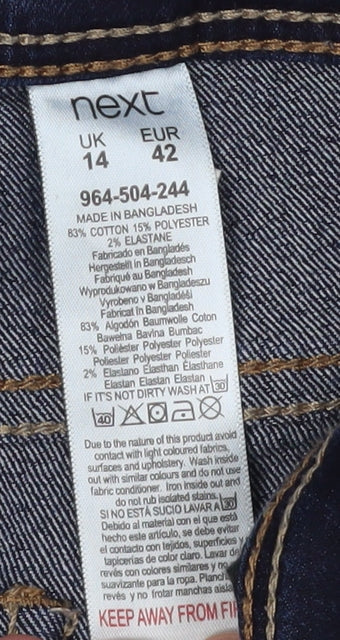 next
UK EUR
14 42
964-504-244
MADE IN BANGLADESH
83% COTTON 15% POLYESTER
2% ELASTANE
Fabricado en Bangladés
Hergestellt in Bangladesch
Fabriqué au Bangladesh
Wyprodukowano w Bangladeszu
Vyrobeno v Bangladéši
Fabricat în Bangladesh
83% Algodón Baumwolle Coton
Bawełna Bavlna Bumbac
15% Poliéster Polyester Polyester
Poliester Polyester Poliester
2% Elastano Elasthan Élasthanne
Elastan Elastan Elastan
IF IT'S NOT DIRTY WASH AT 30
40
Due to the nature of this product avoid
contact with light coloured fabrics,
surfaces and upholstery. Wash inside
out with similar colours and do not use
fabric conditioner. Iron inside out and
do not rub isolated stains.
SI NO ESTÁ SUCIO LAVAR A 30
Debido al material con el que está
hecho este artículo, se debe evitar
el contacto con tejidos, superficies y
tapicerías de color claro. Lavar de
revés con colores similares y no
suavizante para la ropa. Planch
revés y no frotar manchas aisla
KEEP AWAY FROM FI